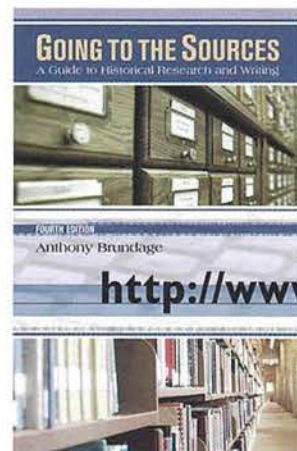 GOING TO THE SOURCES
A Guide to Historical Research and Writing
FOURTH EDITION
Anthony Brundage
http://www